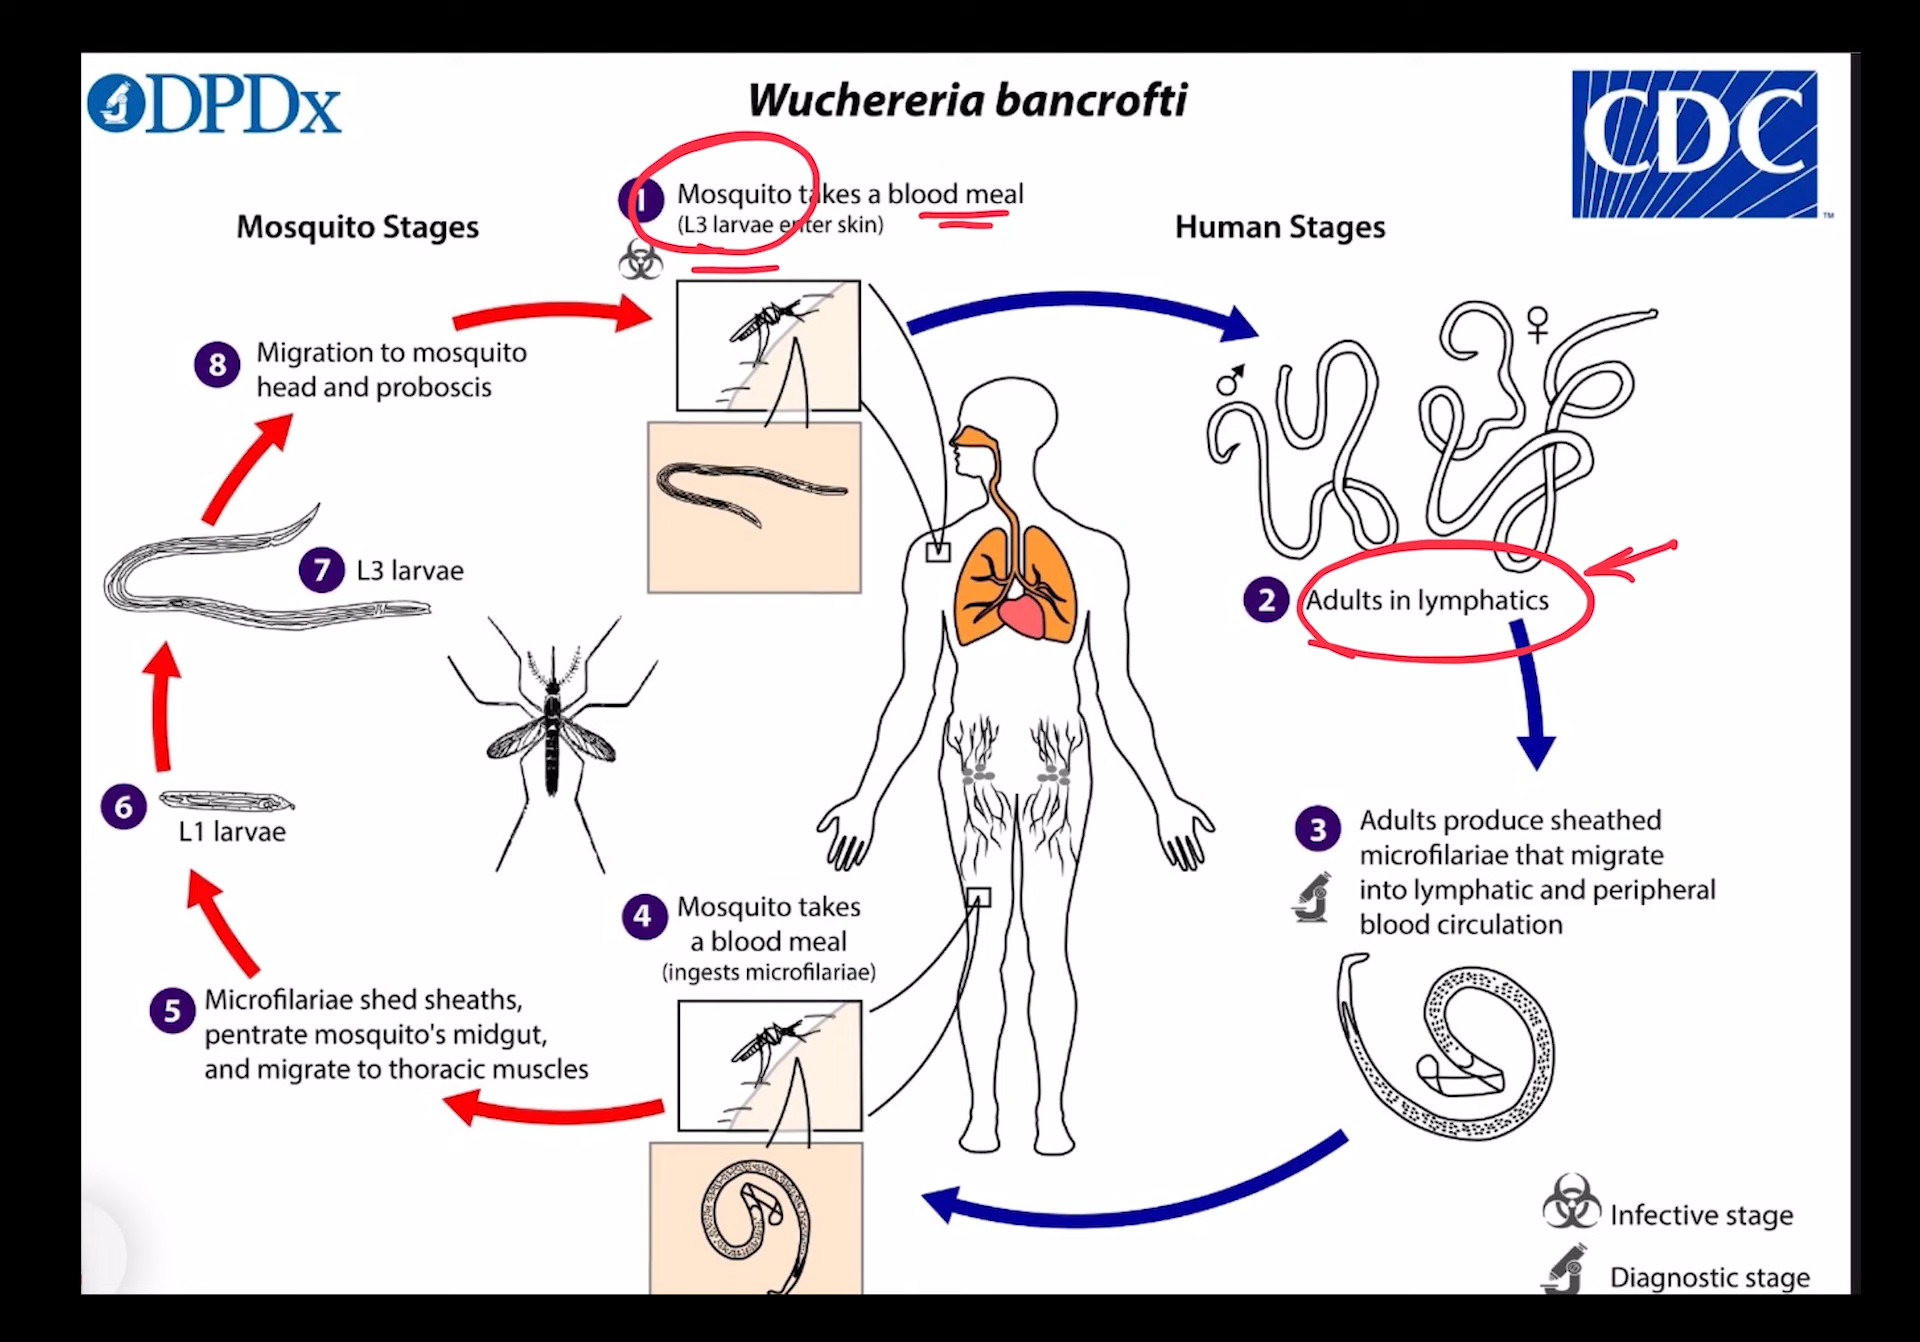 DPDx
Wuchereria bancrofti
CDC
TM
Mosquito Stages
Human Stages
1 Mosquito takes a blood meal
(L3 larvae enter skin)
2 Adults in lymphatics
3 Adults produce sheathed
microfilariae that migrate
into lymphatic and peripheral
blood circulation
4 Mosquito takes
a blood meal
(ingests microfilariae)
5 Microfilariae shed sheaths,
pentrate mosquito's midgut,
and migrate to thoracic muscles
6
L1 larvae
7 L3 larvae
8 Migration to mosquito
head and proboscis
Infective stage
Diagnostic stage